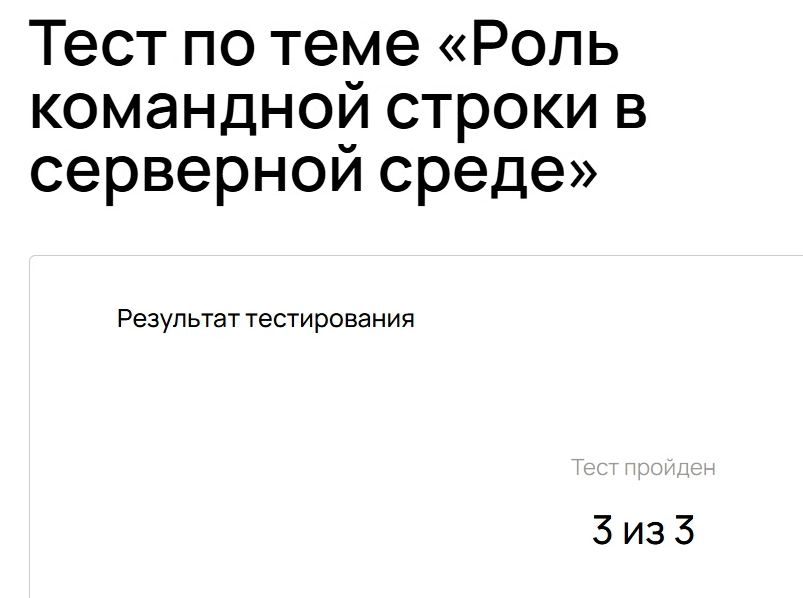 Тест по теме «Роль
командной строки в
серверной среде»
Результат тестирования
Тест пройден
3 из 3